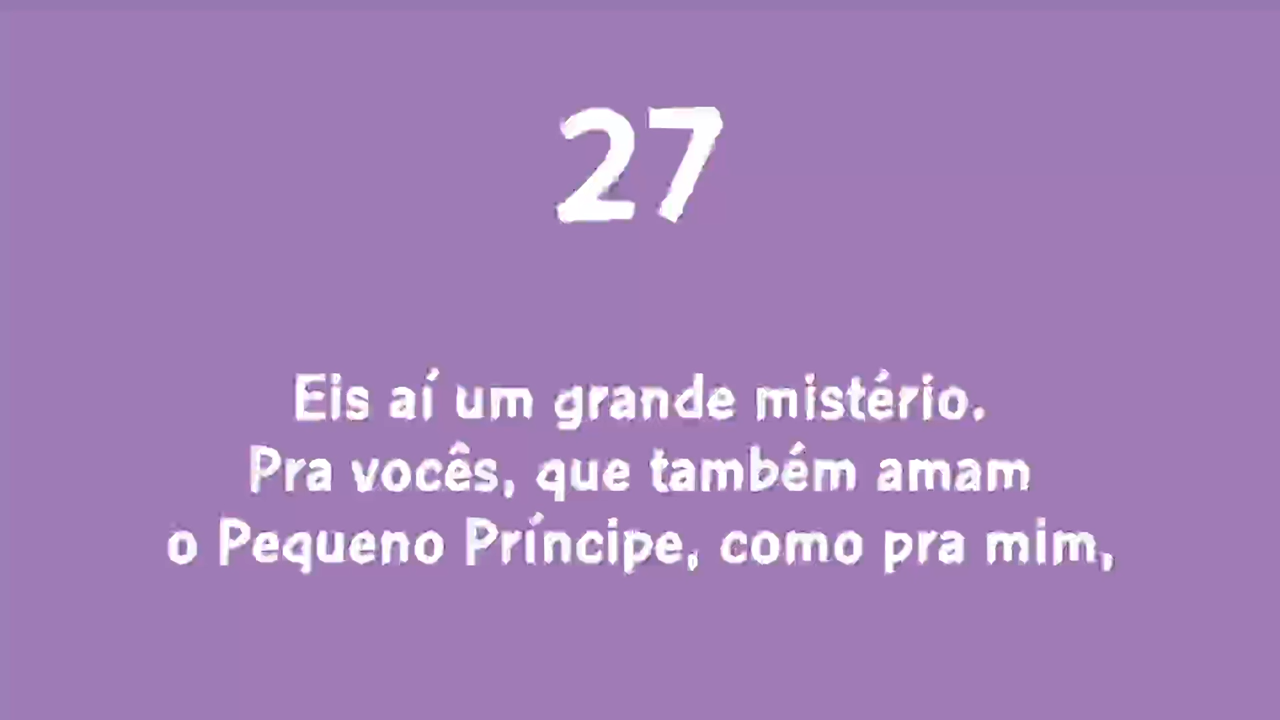 27
Eis aí um grande mistério.
Pra vocês, que também amam
o Pequeno Príncipe, como pra mim,